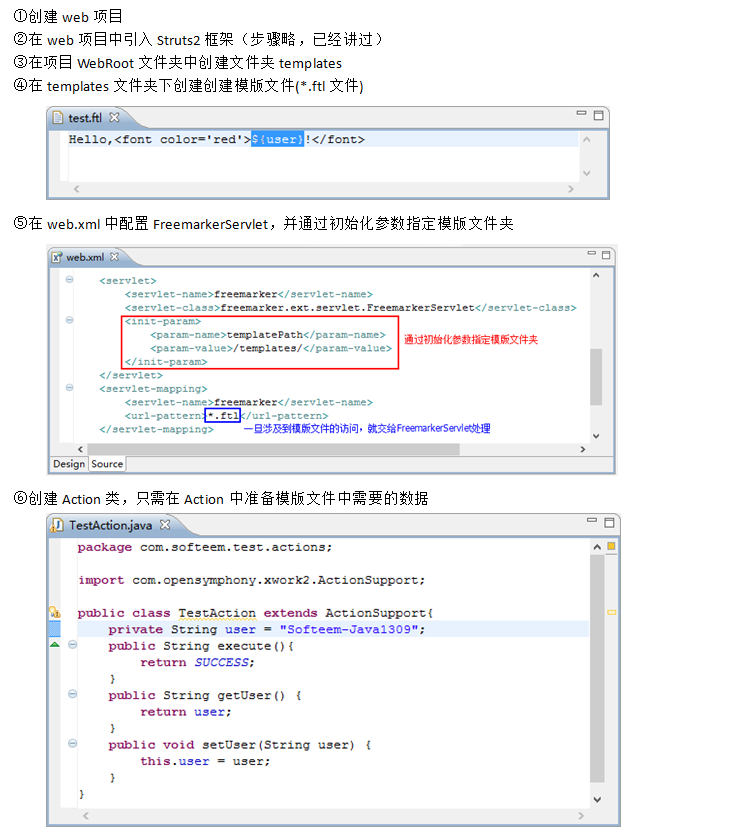 ①创建 web 项目
②在 web 项目中引入 Struts2 框架（步骤略，已经讲过）
③在项目 WebRoot 文件夹中创建文件夹 templates
④在 templates 文件夹下创建创建模版文件(*.ftl 文件)
test.ftl
Hello,<font color='red'>${user}!</font>
⑤在 web.xml 中配置 FreemarkerServlet，并通过初始化参数指定模版文件夹
web.xml
<servlet>
<servlet-name>freemarker</servlet-name>
<servlet-class>freemarker.ext.servlet.FreemarkerServlet</servlet-class>
<init-param>
<param-name>templatePath</param-name> 通过初始化参数指定模版文件夹
<param-value>/templates/</param-value>
</init-param>
</servlet>
<servlet-mapping>
<servlet-name>freemarker</servlet-name>
<url-pattern>*.ftl</url-pattern>
</servlet-mapping> 一旦涉及到模版文件的访问，就交给FreemarkerServlet处理
Design Source
⑥创建 Action 类，只需在 Action 中准备模版文件中需要的数据
TestAction.java
package com.softeem.test.actions;
import com.opensymphony.xwork2.ActionSupport;
public class TestAction extends ActionSupport{
private String user = "Softeem-Java1309";
public String execute(){
return SUCCESS;
}
public String getUser() {
return user;
}
public void setUser(String user) {
this.user = user;
}
}